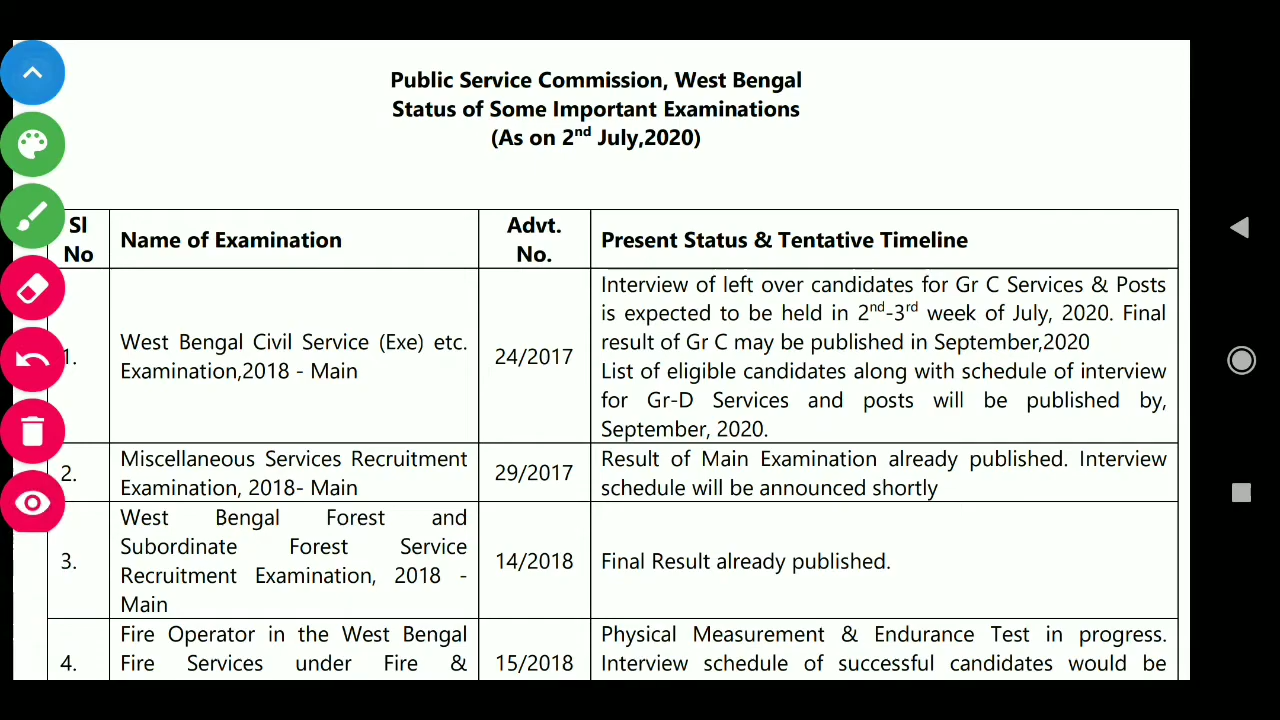 Public Service Commission, West Bengal
Status of Some Important Examinations
(As on 2nd July,2020)
Sl No
Name of Examination
Advt. No.
Present Status & Tentative Timeline
1.
West Bengal Civil Service (Exe) etc.
Examination,2018 - Main
24/2017
Interview of left over candidates for Gr C Services & Posts
is expected to be held in 2nd-3rd week of July, 2020. Final
result of Gr C may be published in September,2020
List of eligible candidates along with schedule of interview
for Gr-D Services and posts will be published by,
September, 2020.
2.
Miscellaneous Services Recruitment
Examination, 2018- Main
29/2017
Result of Main Examination already published. Interview
schedule will be announced shortly
3.
West Bengal Forest and
Subordinate Forest Service
Recruitment Examination, 2018 -
Main
14/2018
Final Result already published.
4.
Fire Operator in the West Bengal
Fire Services under Fire &
15/2018
Physical Measurement & Endurance Test in progress.
Interview schedule of successful candidates would be